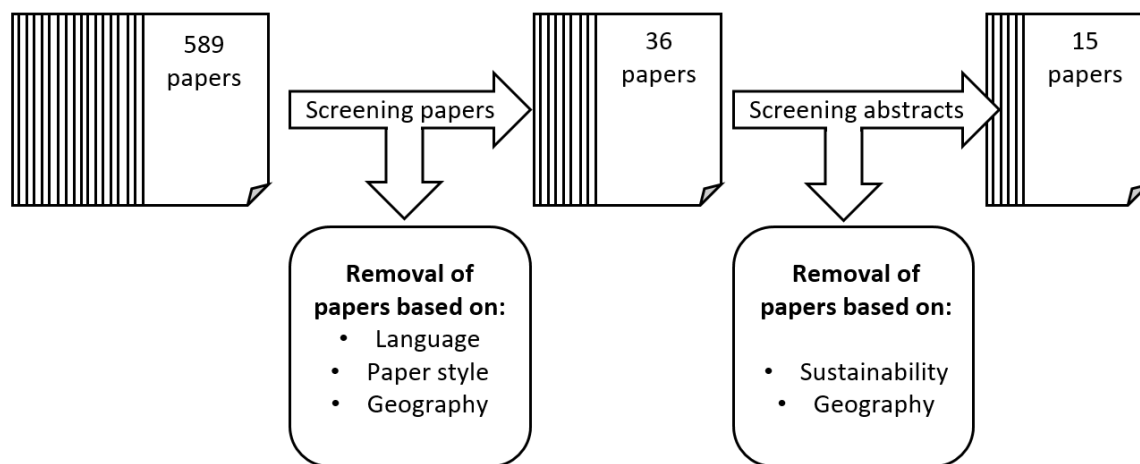 589
papers
Screening papers
36
papers
Screening abstracts
15
papers
Removal of
papers based on:
• Language
• Paper style
• Geography
Removal of
papers based on:
• Sustainability
• Geography